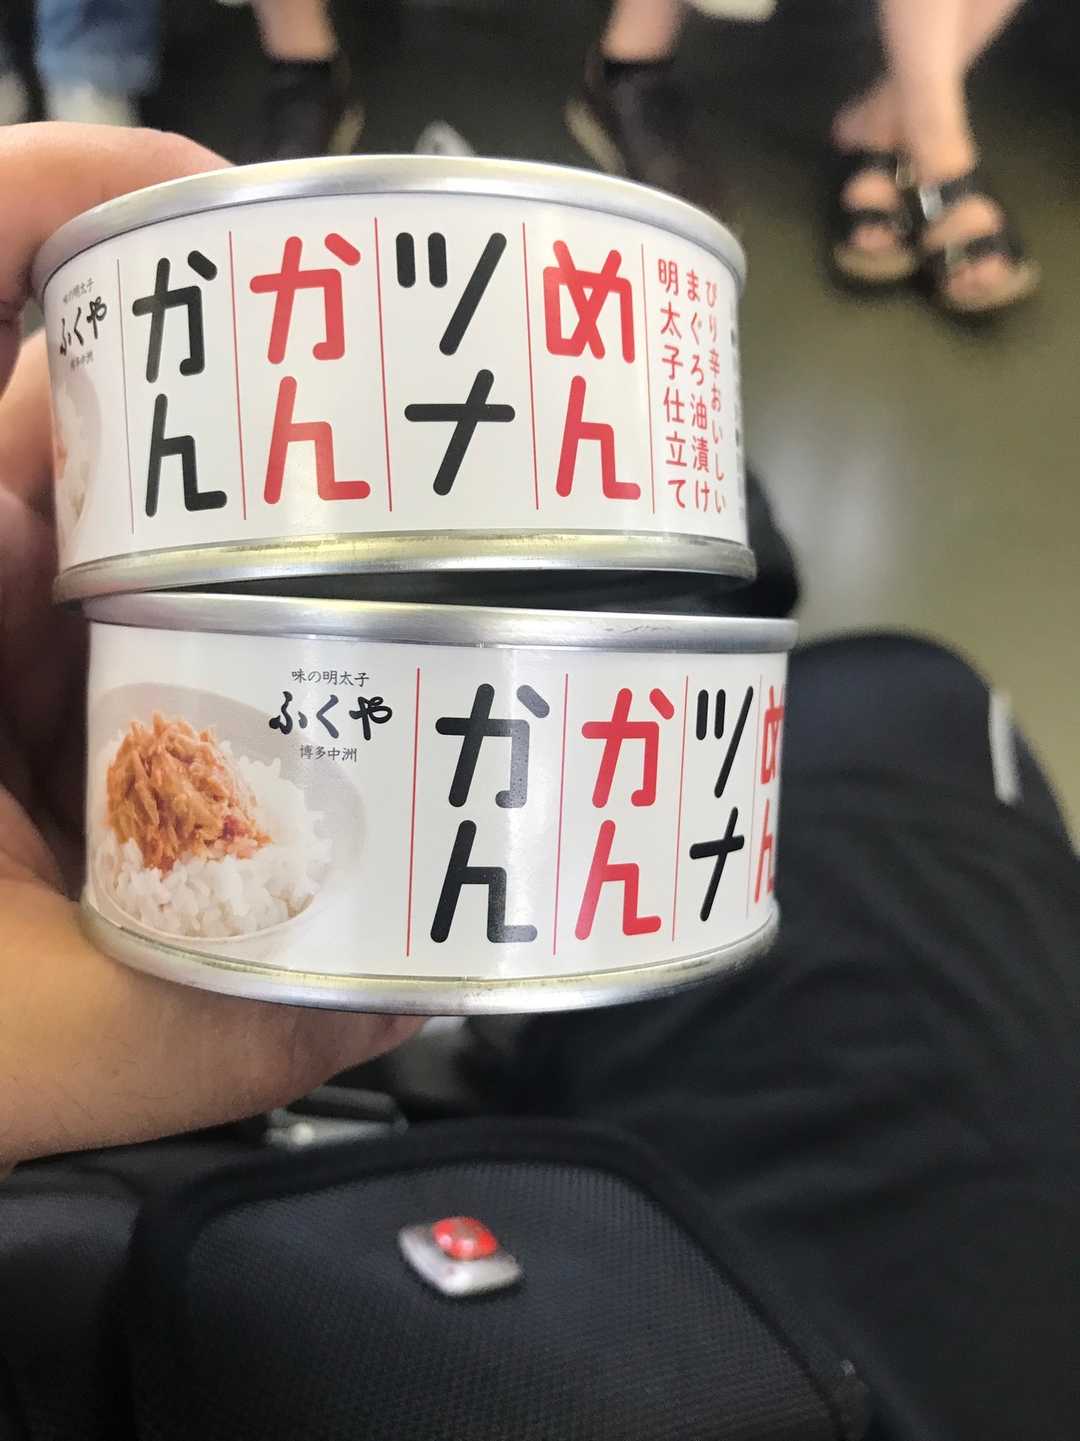 ぴり辛おいしい
まぐろ油漬け
明太子仕立て
めん
ツナ
かん
かん
味の明太子
ふくや
博多中洲
めん
ツナ
かん
かん
味の明太子
ふくや
博多中洲